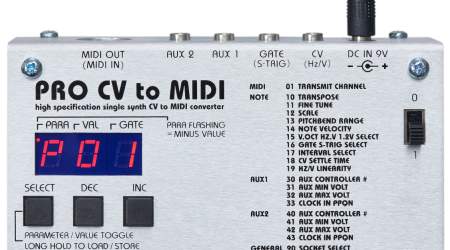 MIDI OUT
(MIDI IN)
AUX 2
AUX 1
GATE
(S-TRIG)
CV
(Hz/V)
DC IN 9V
- +
PRO CV to MIDI
high specification single synth CV to MIDI converter
PARA
VAL
GATE
PARA FLASHING
= MINUS VALUE
P01
SELECT
DEC
INC
PARAMETER / VALUE TOGGLE
LONG HOLD TO LOAD / STORE
MIDI 01 TRANSMIT CHANNEL
NOTE 10 TRANSPOSE
11 FINE TUNE
12 SCALE
13 PITCHBEND RANGE
14 NOTE VELOCITY
15 V.OCT HZ.V 1.2V SELECT
16 GATE S-TRIG SELECT
17 INTERVAL SELECT
18 CV SETTLE TIME
19 HZ/V LINEARITY
AUX1 30 AUX CONTROLLER #
31 AUX MIN VOLT
32 AUX MAX VOLT
33 CLOCK IN PPQN
AUX2 40 AUX CONTROLLER #
41 AUX MIN VOLT
42 AUX MAX VOLT
43 CLOCK IN PPQN
GENERAL 90 SOCKET SELECT
0
1